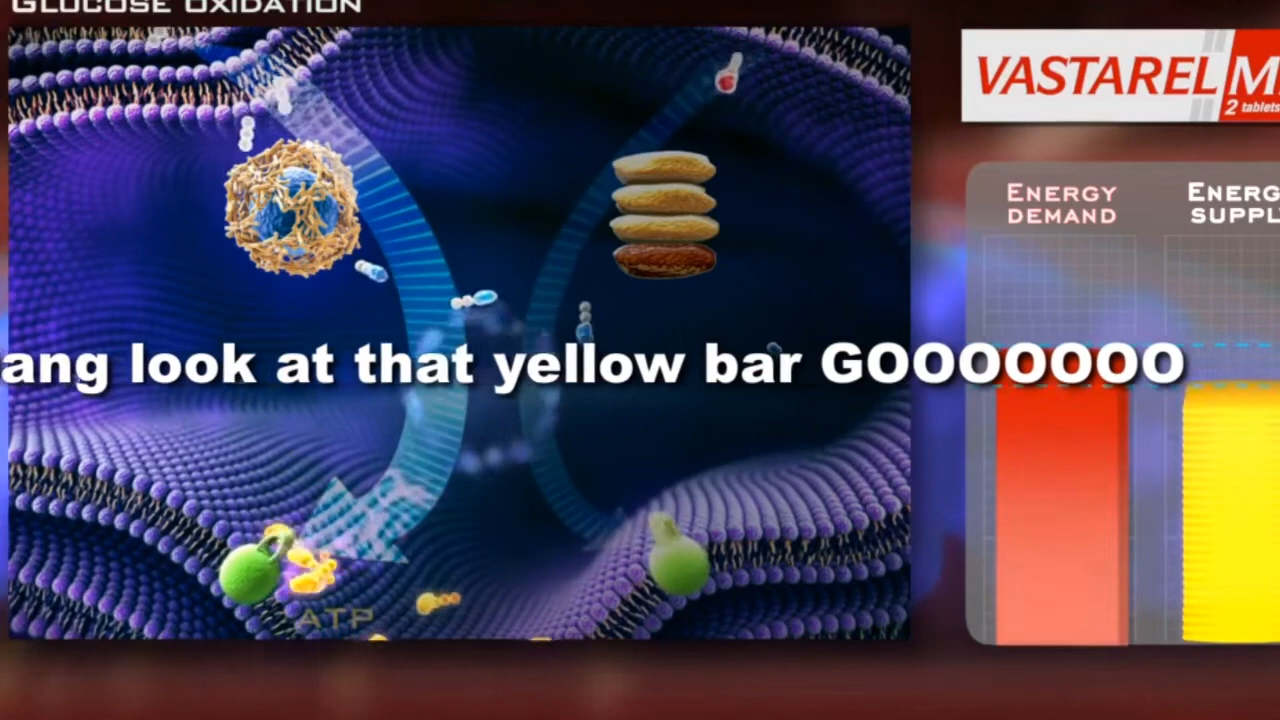 GLUCOSE OXIDATION
VASTAREL M
2 tablets
ENERGY
DEMAND
ENERG
SUPPL
ang look at that yellow bar GOOOOOOO
ATP